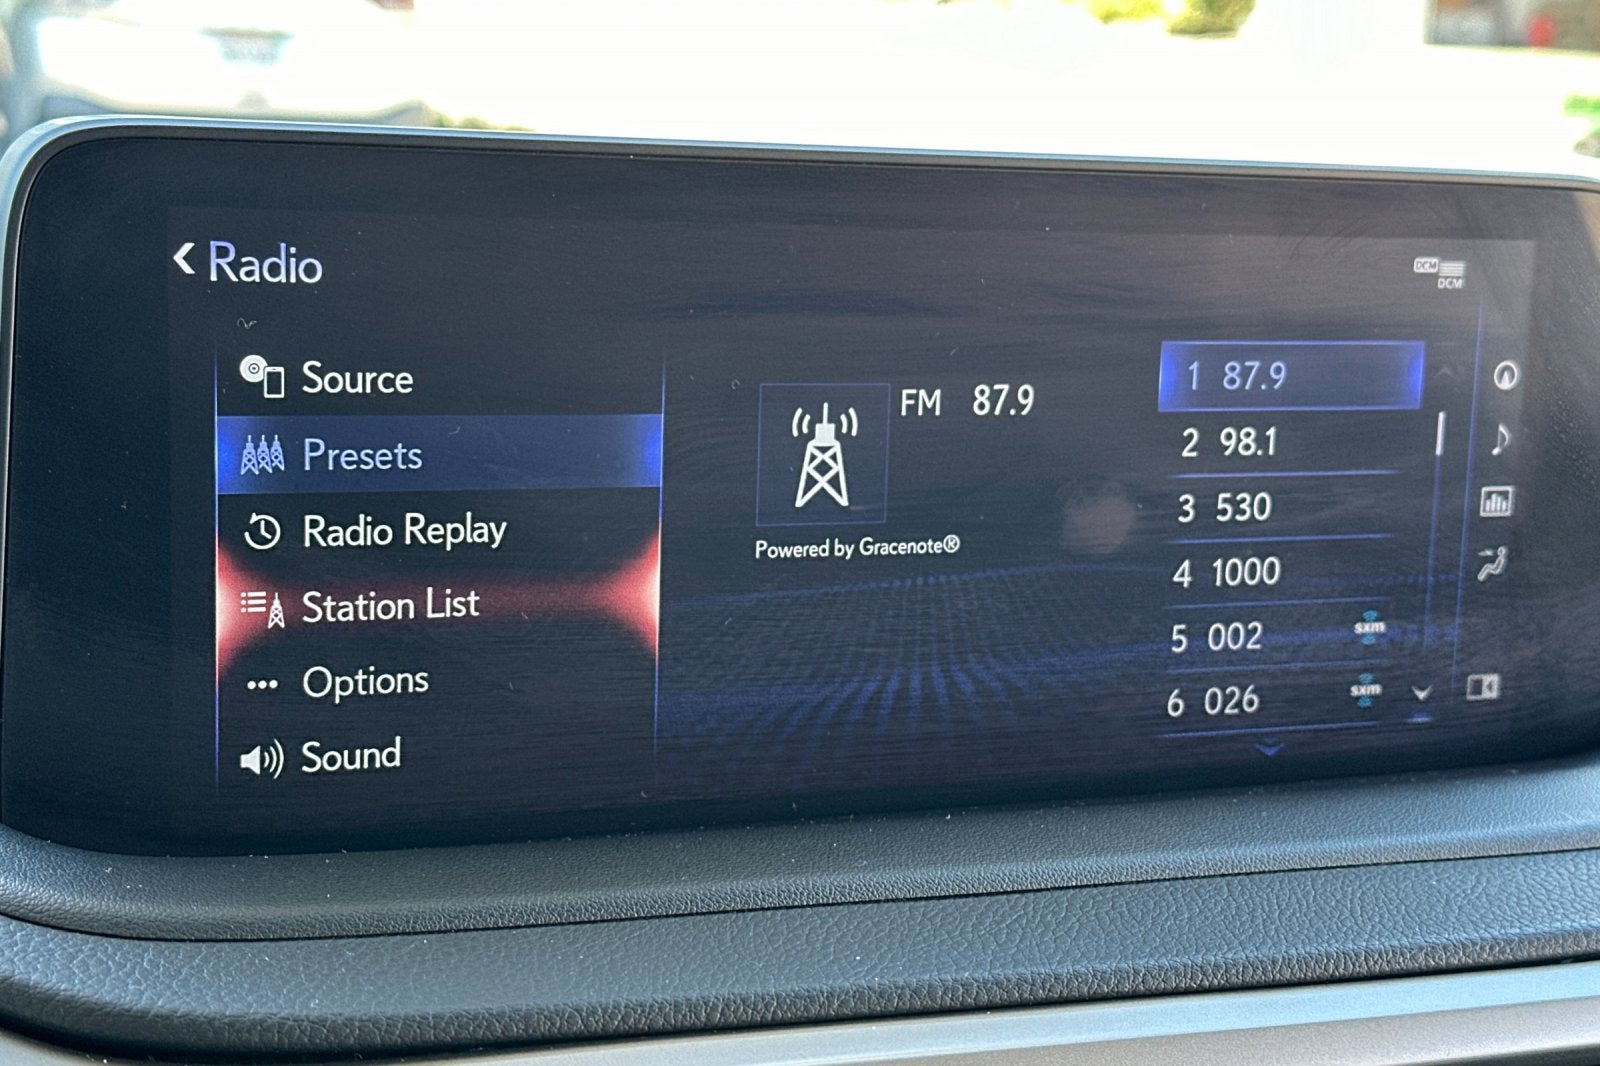 Radio
DCM
DCM
Source
Presets
Radio Replay
Station List
Options
Sound
FM 87.9
Powered by Gracenote®
1 87.9
2 98.1
3 530
4 1000
5 002 sxm
6 026 sxm